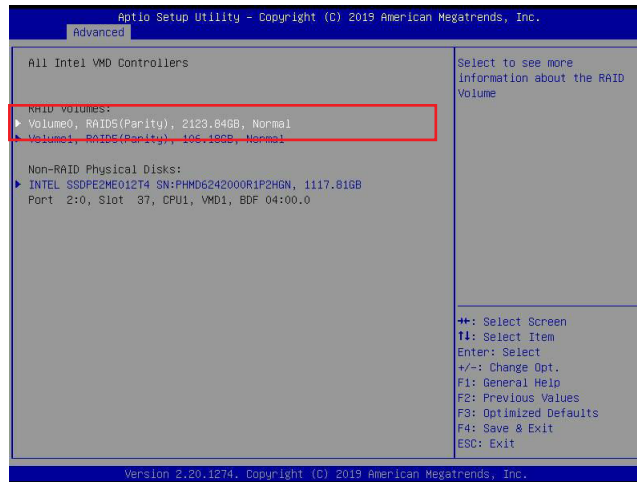 Aptio Setup Utility – Copyright (C) 2019 American Megatrends, Inc.
Advanced
All Intel VMD Controllers
RAID Volumes:
Volume0, RAID5(Parity), 2123.84GB, Normal
Volume1, RAID5(Parity), 106.18GB, Normal
Non-RAID Physical Disks:
INTEL SSDPE2ME012T4 SN:PHMD6242000R1P2HGN, 1117.81GB
Port 2:0, Slot 37, CPU1, VMD1, BDF 04:00.0
Select to see more
information about the RAID
Volume
→←: Select Screen
↑↓: Select Item
Enter: Select
+/-: Change Opt.
F1: General Help
F2: Previous Values
F3: Optimized Defaults
F4: Save & Exit
ESC: Exit
Version 2.20.1274. Copyright (C) 2019 American Megatrends, Inc.